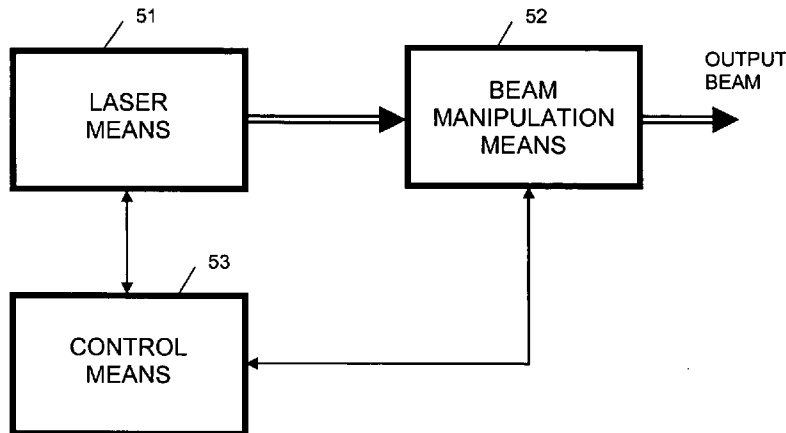 51
LASER
MEANS
52
BEAM
MANIPULATION
MEANS
OUTPUT
BEAM
53
CONTROL
MEANS